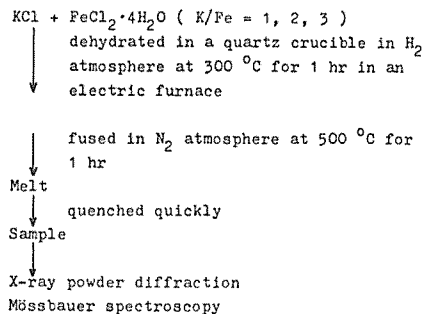 KCl + FeCl₂·4H₂O ( K/Fe = 1, 2, 3 )
dehydrated in a quartz crucible in H₂
atmosphere at 300 °C for 1 hr in an
electric furnace
fused in N₂ atmosphere at 500 °C for
1 hr
Melt
quenched quickly
Sample
X-ray powder diffraction
Mössbauer spectroscopy